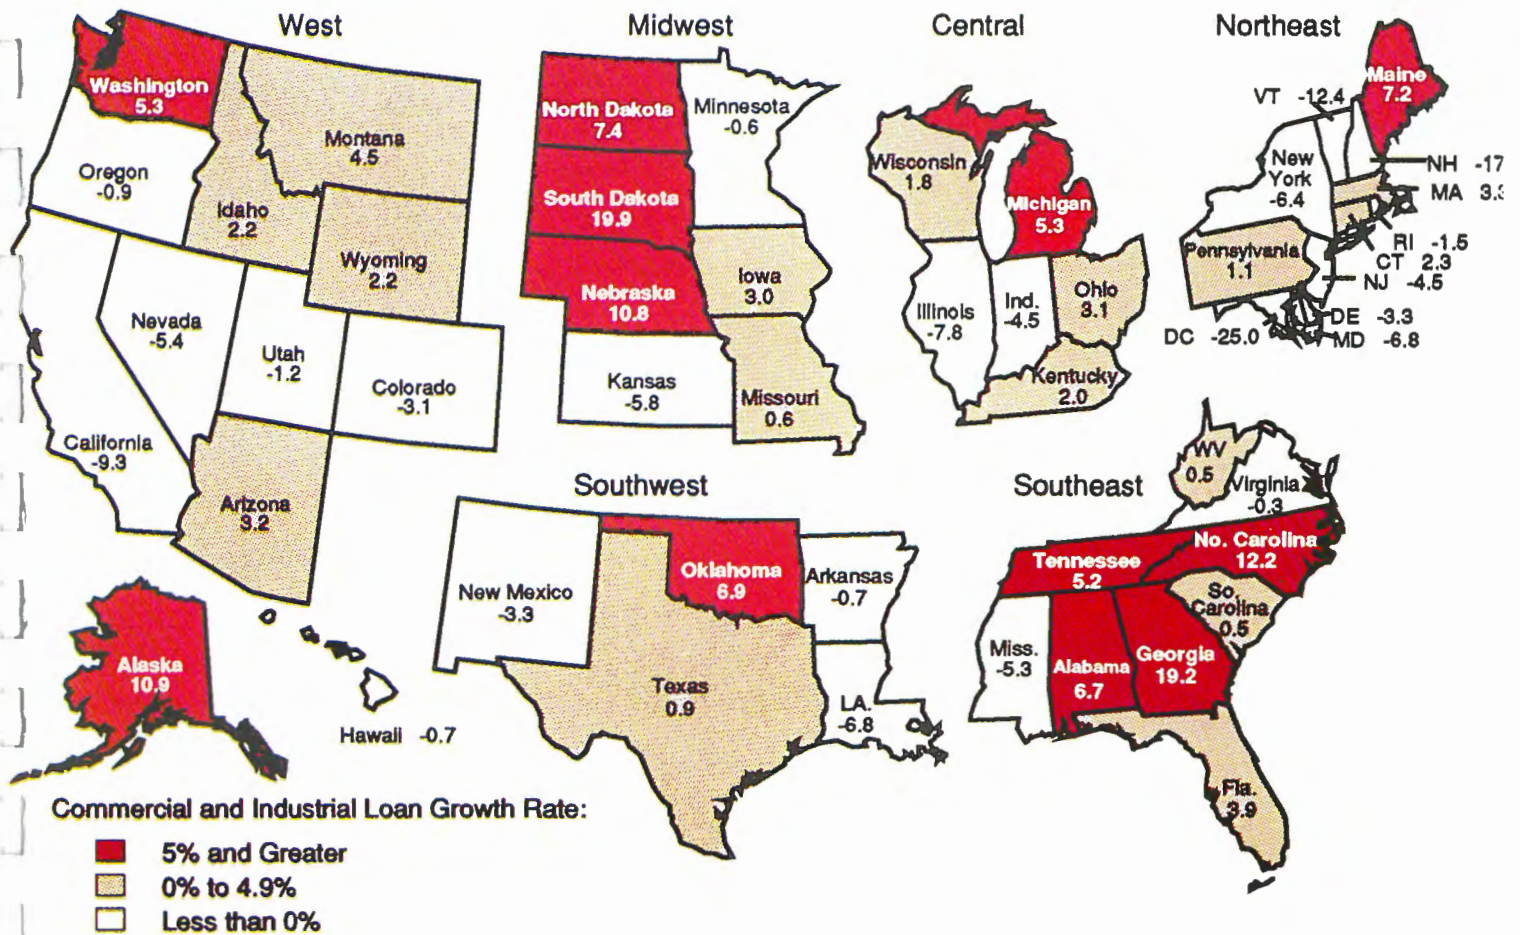 West
Washington
5.3
Montana
4.5
Oregon
-0.9
Idaho
2.2
Wyoming
2.2
Nevada
-5.4
Utah
-1.2
Colorado
-3.1
California
-9.3
Arizona
3.2
Alaska
10.9
Hawaii -0.7
Midwest
North Dakota
7.4
Minnesota
-0.6
South Dakota
19.9
Nebraska
10.8
Iowa
3.0
Kansas
-5.8
Missouri
0.6
Central
Wisconsin
1.8
Michigan
5.3
Illinois
-7.8
Ind.
-4.5
Ohio
3.1
Kentucky
2.0
Northeast
Maine
7.2
VT -12.4
New
York
-6.4
NH -17
MA 3.
RI -1.5
CT 2.3
NJ -4.5
Pennsylvania
1.1
DE -3.3
DC -25.0
MD -6.8
Southwest
New Mexico
-3.3
Oklahoma
6.9
Arkansas
-0.7
Texas
0.9
LA.
-6.8
Southeast
WV
0.5
Virginia
-0.3
Tennessee
5.2
No. Carolina
12.2
So.
Carolina
0.5
Miss.
-5.3
Alabama
6.7
Georgia
19.2
Fla.
3.9
Commercial and Industrial Loan Growth Rate:
5% and Greater
0% to 4.9%
Less than 0%